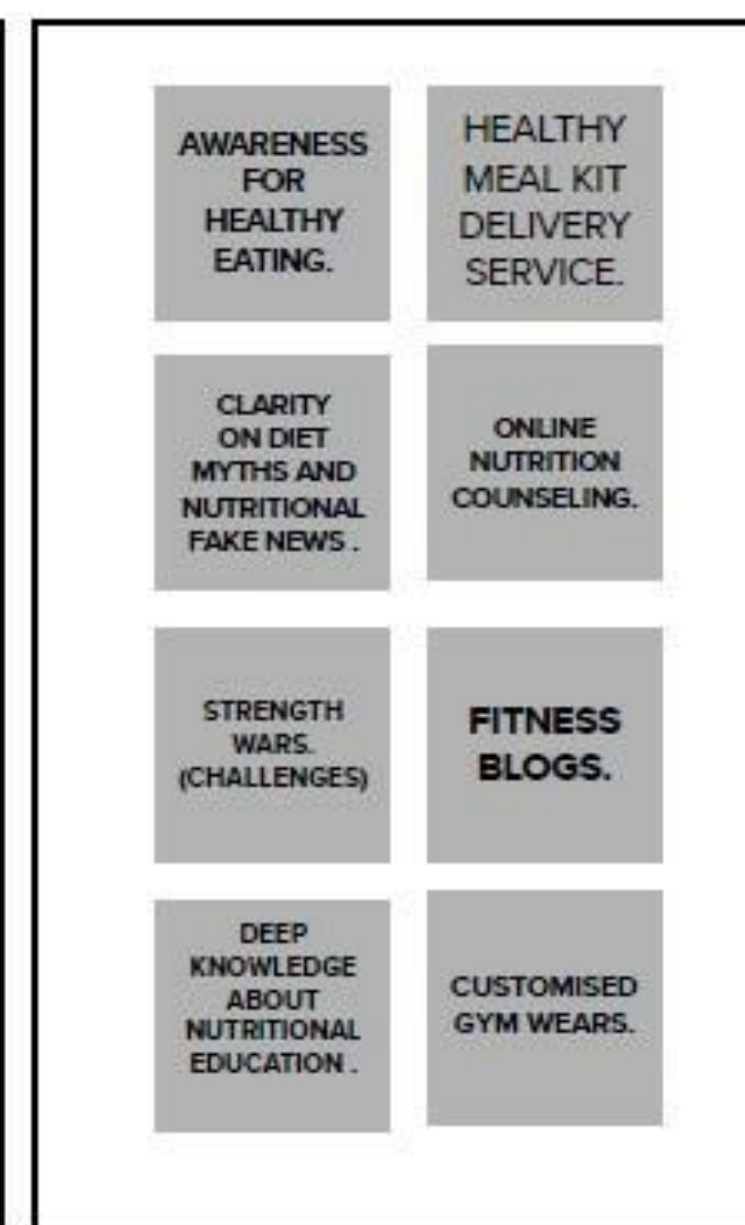 AWARENESS
FOR
HEALTHY
EATING.
HEALTHY
MEAL KIT
DELIVERY
SERVICE.
CLARITY
ON DIET
MYTHS AND
NUTRITIONAL
FAKE NEWS .
ONLINE
NUTRITION
COUNSELING.
STRENGTH
WARS.
(CHALLENGES)
FITNESS
BLOGS.
DEEP
KNOWLEDGE
ABOUT
NUTRITIONAL
EDUCATION .
CUSTOMISED
GYM WEARS.